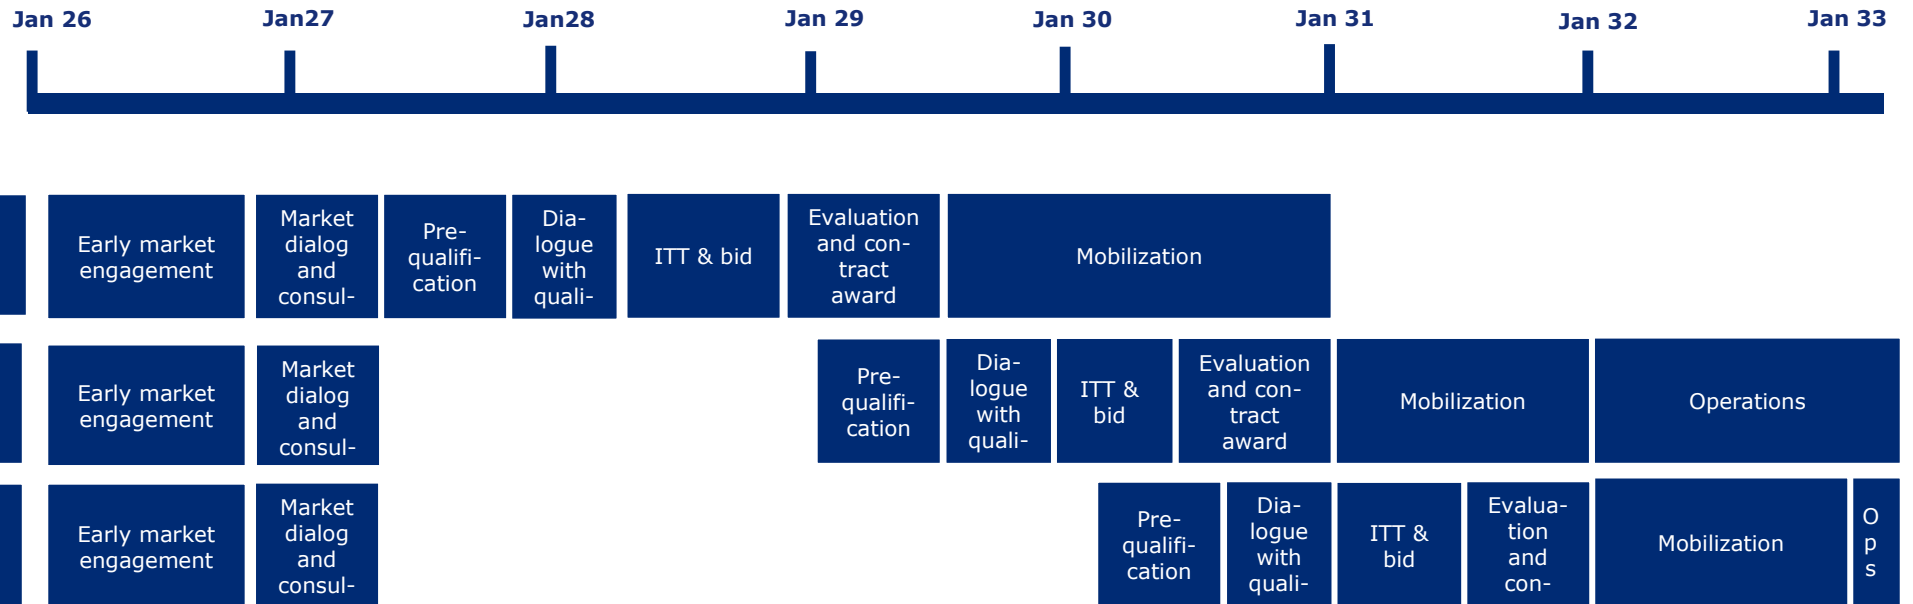 Jan 26
Jan27
Jan28
Jan 29
Jan 30
Jan 31
Jan 32
Jan 33
Early market
engagement
Market
dialog
and
consul-
Pre-
qualifi-
cation
Dia-
logue
with
quali-
ITT & bid
Evaluation
and con-
tract
award
Mobilization
Early market
engagement
Market
dialog
and
consul-
Pre-
qualifi-
cation
Dia-
logue
with
quali-
ITT &
bid
Evaluation
and con-
tract
award
Mobilization
Operations
Early market
engagement
Market
dialog
and
consul-
Pre-
qualifi-
cation
Dia-
logue
with
quali-
ITT &
bid
Evalua-
tion
and
con-
Mobilization
O
p
s